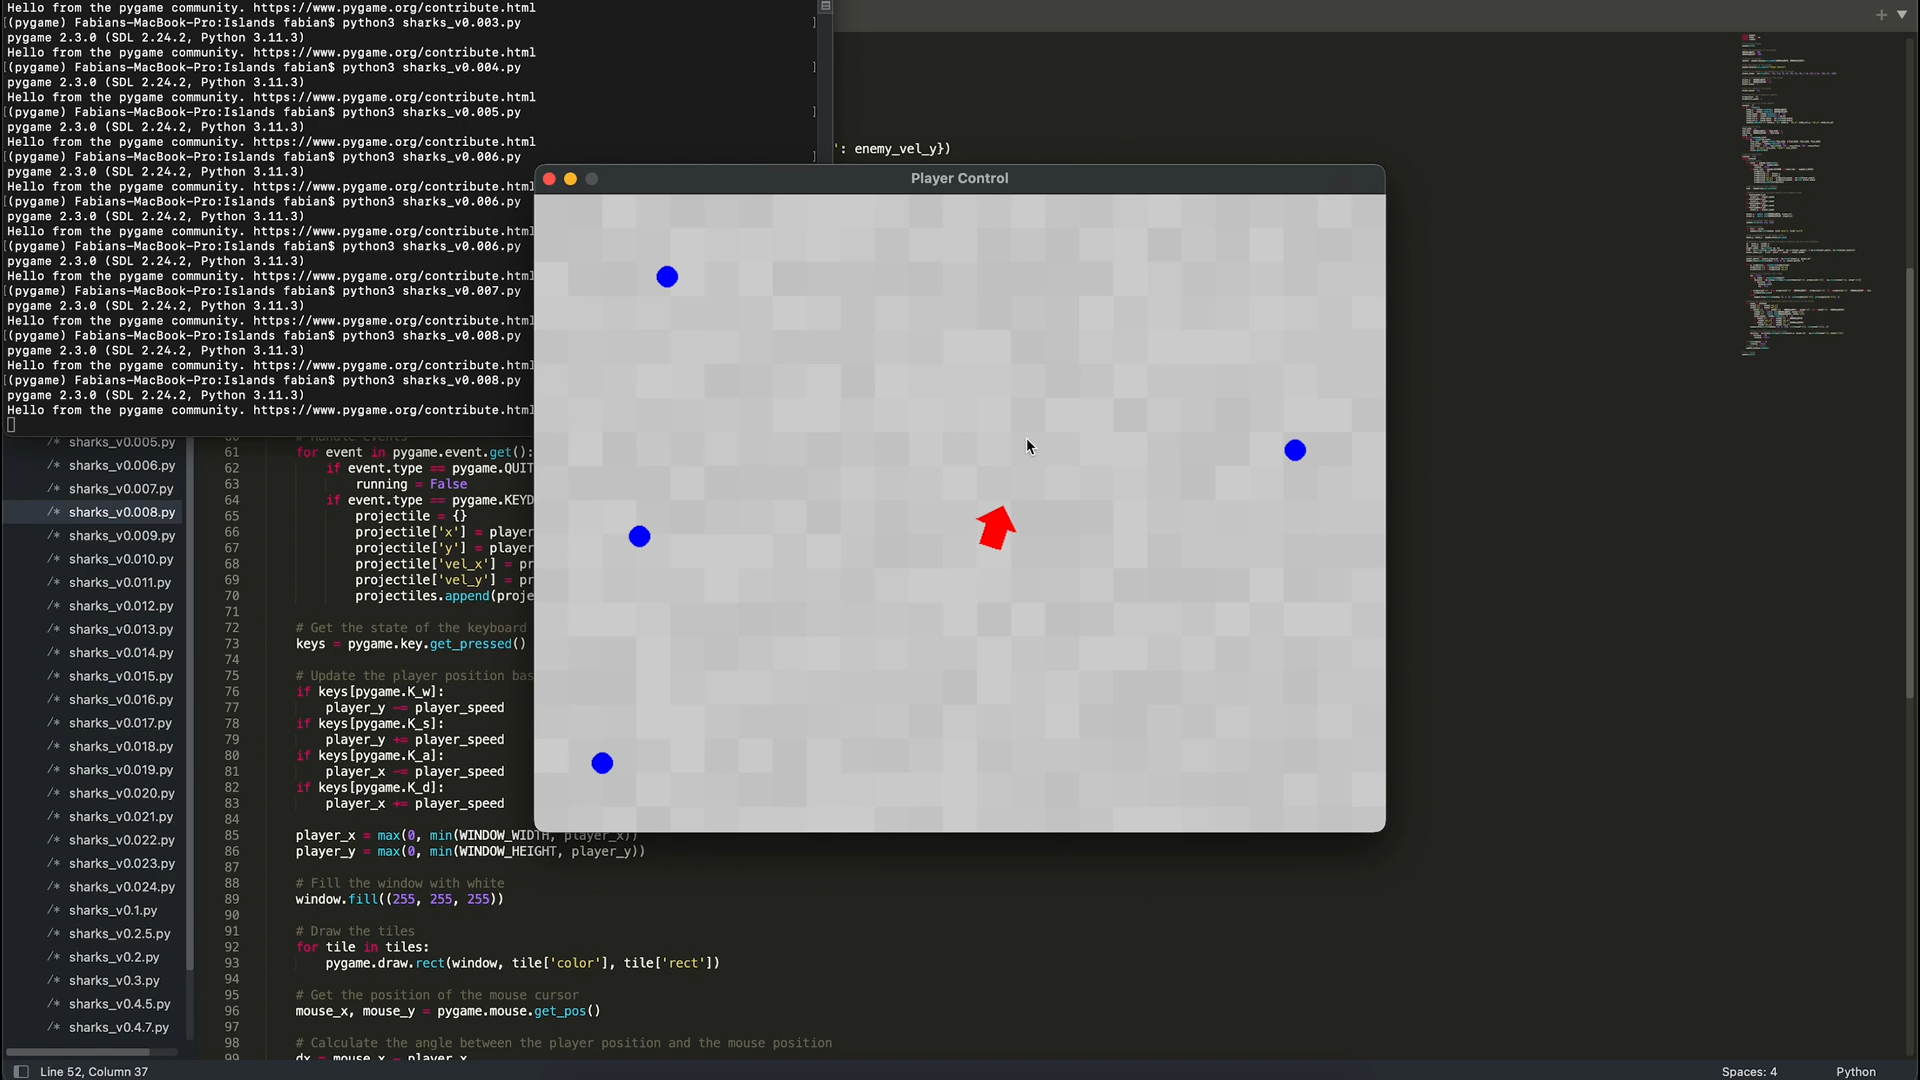 Hello from the pygame community. https://www.pygame.org/contribute.html
[(pygame) Fabians-MacBook-Pro:Islands fabian$ python3 sharks_v0.003.py ]
pygame 2.3.0 (SDL 2.24.2, Python 3.11.3)
Hello from the pygame community. https://www.pygame.org/contribute.html
[(pygame) Fabians-MacBook-Pro:Islands fabian$ python3 sharks_v0.004.py ]
pygame 2.3.0 (SDL 2.24.2, Python 3.11.3)
Hello from the pygame community. https://www.pygame.org/contribute.html
[(pygame) Fabians-MacBook-Pro:Islands fabian$ python3 sharks_v0.005.py ]
pygame 2.3.0 (SDL 2.24.2, Python 3.11.3)
Hello from the pygame community. https://www.pygame.org/contribute.html
[(pygame) Fabians-MacBook-Pro:Islands fabian$ python3 sharks_v0.006.py ]
pygame 2.3.0 (SDL 2.24.2, Python 3.11.3)
Hello from the pygame community. https://www.pygame.org/contribute.html
[(pygame) Fabians-MacBook-Pro:Islands fabian$ python3 sharks_v0.006.py
pygame 2.3.0 (SDL 2.24.2, Python 3.11.3)
Hello from the pygame community. https://www.pygame.org/contribute.html
[(pygame) Fabians-MacBook-Pro:Islands fabian$ python3 sharks_v0.006.py
pygame 2.3.0 (SDL 2.24.2, Python 3.11.3)
Hello from the pygame community. https://www.pygame.org/contribute.html
[(pygame) Fabians-MacBook-Pro:Islands fabian$ python3 sharks_v0.007.py
pygame 2.3.0 (SDL 2.24.2, Python 3.11.3)
Hello from the pygame community. https://www.pygame.org/contribute.html
[(pygame) Fabians-MacBook-Pro:Islands fabian$ python3 sharks_v0.008.py
pygame 2.3.0 (SDL 2.24.2, Python 3.11.3)
Hello from the pygame community. https://www.pygame.org/contribute.html
[(pygame) Fabians-MacBook-Pro:Islands fabian$ python3 sharks_v0.008.py
pygame 2.3.0 (SDL 2.24.2, Python 3.11.3)
Hello from the pygame community. https://www.pygame.org/contribute.html
': enemy_vel_y})
Player Control
/* sharks_v0.005.py
/* sharks_v0.006.py
/* sharks_v0.007.py
/* sharks_v0.008.py
/* sharks_v0.009.py
/* sharks_v0.010.py
/* sharks_v0.011.py
/* sharks_v0.012.py
/* sharks_v0.013.py
/* sharks_v0.014.py
/* sharks_v0.015.py
/* sharks_v0.016.py
/* sharks_v0.017.py
/* sharks_v0.018.py
/* sharks_v0.019.py
/* sharks_v0.020.py
/* sharks_v0.021.py
/* sharks_v0.022.py
/* sharks_v0.023.py
/* sharks_v0.024.py
/* sharks_v0.1.py
/* sharks_v0.2.5.py
/* sharks_v0.2.py
/* sharks_v0.3.py
/* sharks_v0.4.5.py
/* sharks_v0.4.7.py
60 # Handle events
61 for event in pygame.event.get():
62 if event.type == pygame.QUIT
63 running = False
64 if event.type == pygame.KEYD
65 projectile = {}
66 projectile['x'] = player
67 projectile['y'] = player
68 projectile['vel_x'] = pr
69 projectile['vel_y'] = pr
70 projectiles.append(proje
71
72 # Get the state of the keyboard
73 keys = pygame.key.get_pressed()
74
75 # Update the player position bas
76 if keys[pygame.K_w]:
77 player_y -= player_speed
78 if keys[pygame.K_s]:
79 player_y += player_speed
80 if keys[pygame.K_a]:
81 player_x -= player_speed
82 if keys[pygame.K_d]:
83 player_x += player_speed
84
85 player_x = max(0, min(WINDOW_WIDTH, player_x))
86 player_y = max(0, min(WINDOW_HEIGHT, player_y))
87
88 # Fill the window with white
89 window.fill((255, 255, 255))
90
91 # Draw the tiles
92 for tile in tiles:
93 pygame.draw.rect(window, tile['color'], tile['rect'])
94
95 # Get the position of the mouse cursor
96 mouse_x, mouse_y = pygame.mouse.get_pos()
97
98 # Calculate the angle between the player position and the mouse position
99 dx = mouse_x - player_x
Line 52, Column 37
Spaces: 4
Python